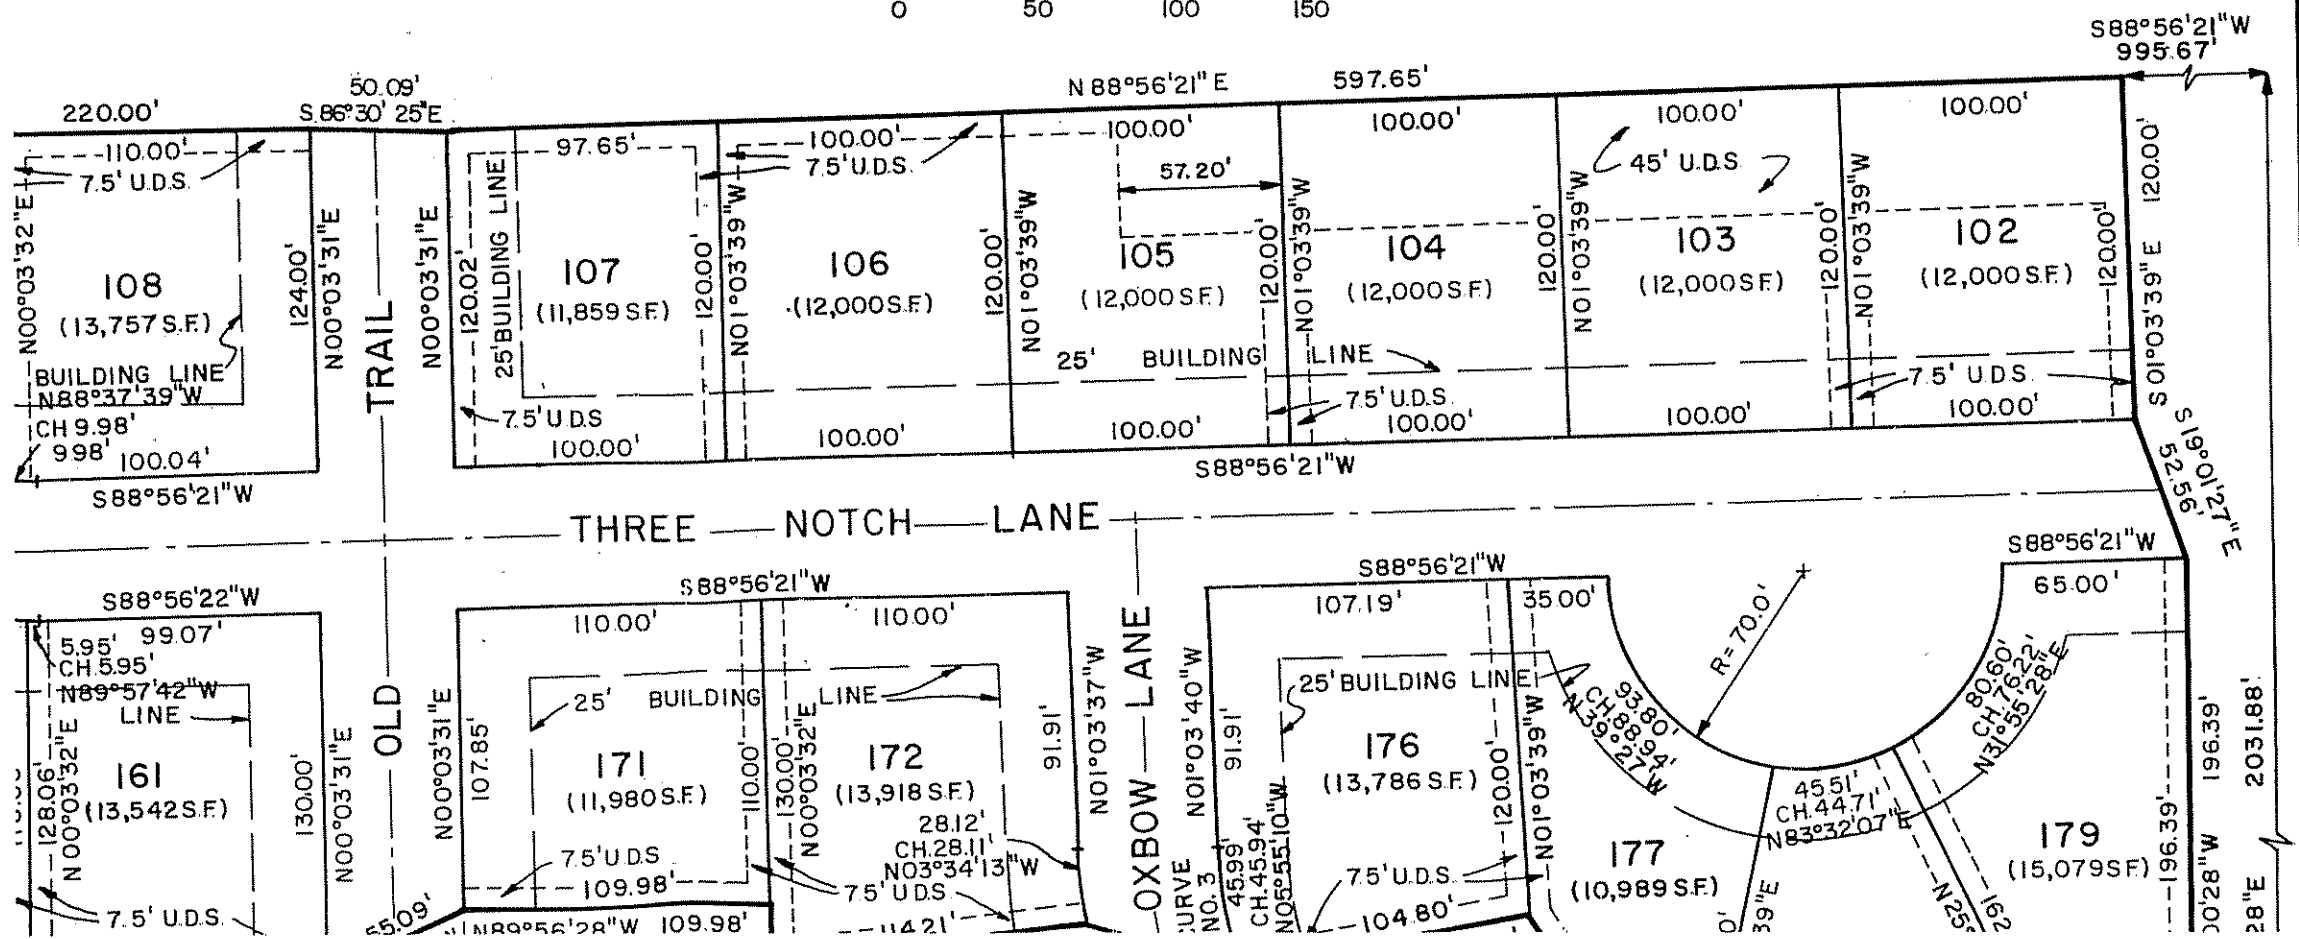 0 50 100 150
S88°56'21"W
995.67'
50.09'
220.00'
S.86°30'25"E
N88°56'21"E 597.65'
110.00'
7.5' U.D.S.
N00°03'32"E
108
(13,757 S.F.)
124.00'
BUILDING LINE
N88°37'39"W
CH 9.98'
9.98'
100.04'
S88°56'21"W
N00°03'31"E
TRAIL
N00°03'31"E
97.65'
120.02'
25' BUILDING LINE
107
(11,859 S.F.)
120.00'
7.5' U.D.S
100.00'
N01°03'39"W
100.00'
7.5' U.D.S.
106
(12,000 S.F.)
120.00'
100.00'
N01°03'39"W
100.00'
57.20'
105
(12,000 S.F.)
120.00'
25' BUILDING LINE
100.00'
N01°03'39"W
100.00'
104
(12,000 S.F.)
120.00'
7.5' U.D.S.
100.00'
N01°03'39"W
100.00'
45' U.D.S.
103
(12,000 S.F.)
120.00'
100.00'
N01°03'39"W
100.00'
102
(12,000 S.F.)
120.00'
7.5' U.D.S.
100.00'
120.00'
S01°03'39"E
S88°56'21"W
S19°01'27"E
52.56'
THREE NOTCH LANE
S88°56'22"W
5.95'
99.07'
CH.5.95'
N89°57'42"W
LINE
128.06'
N00°03'32"E
161
(13,542 S.F.)
130.00'
N00°03'31"E
7.5' U.D.S.
OLD
N00°03'31"E
107.85'
S88°56'21"W
110.00'
25' BUILDING LINE
171
(11,980 S.F.)
110.00'
7.5' U.D.S
109.98'
N89°56'28"W 109.98'
130.00'
N00°03'32"E
110.00'
172
(13,918 S.F.)
28.12'
CH.28.11'
N03°34'13"W
7.5' U.D.S.
114.21'
91.91'
N01°03'37"W
OXBOW LANE
N01°03'40"W
91.91'
CURVE
NO. 3
45.99'
CH.45.94'
N05°55'10"W
S88°56'21"W
107.19'
25' BUILDING LINE
176
(13,786 S.F.)
120.00'
7.5' U.D.S.
104.80'
N01°03'39"W
35.00'
93.80'
CH.88.94'
N.39°27'W
177
(10,989 S.F.)
R=70.0'
45.51'
CH.44.71'
N83°32'07"E
80.60'
CH.76.22'
N31°55'28"E
S88°56'21"W
65.00'
179
(15,079 S.F.)
196.39'
196.39'
2031.88'